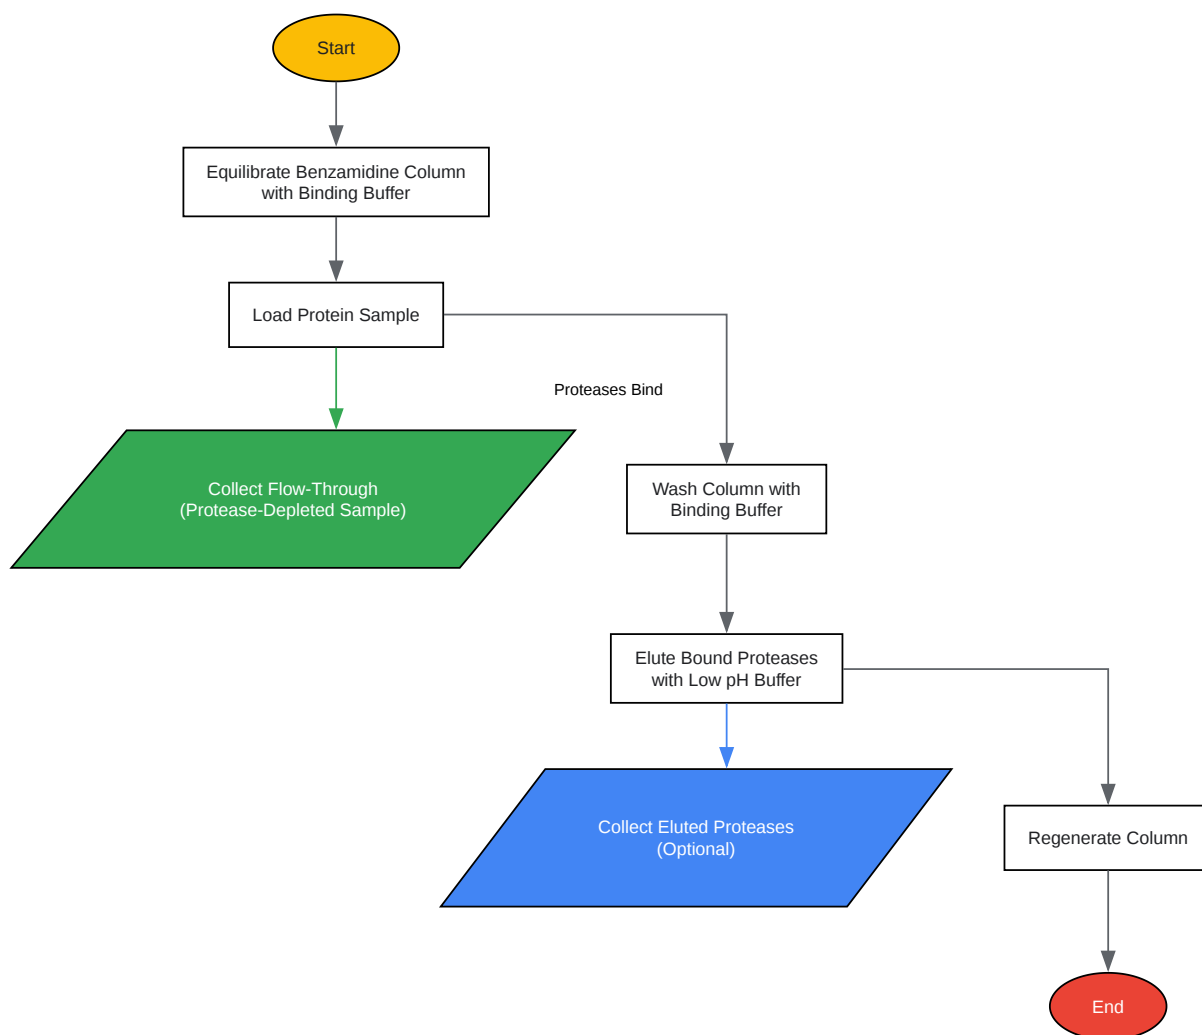 Start
Equilibrate Benzamidine Column
with Binding Buffer
Load Protein Sample
Proteases Bind
Collect Flow-Through
(Protease-Depleted Sample)
Wash Column with
Binding Buffer
Elute Bound Proteases
with Low pH Buffer
Collect Eluted Proteases
(Optional)
Regenerate Column
End